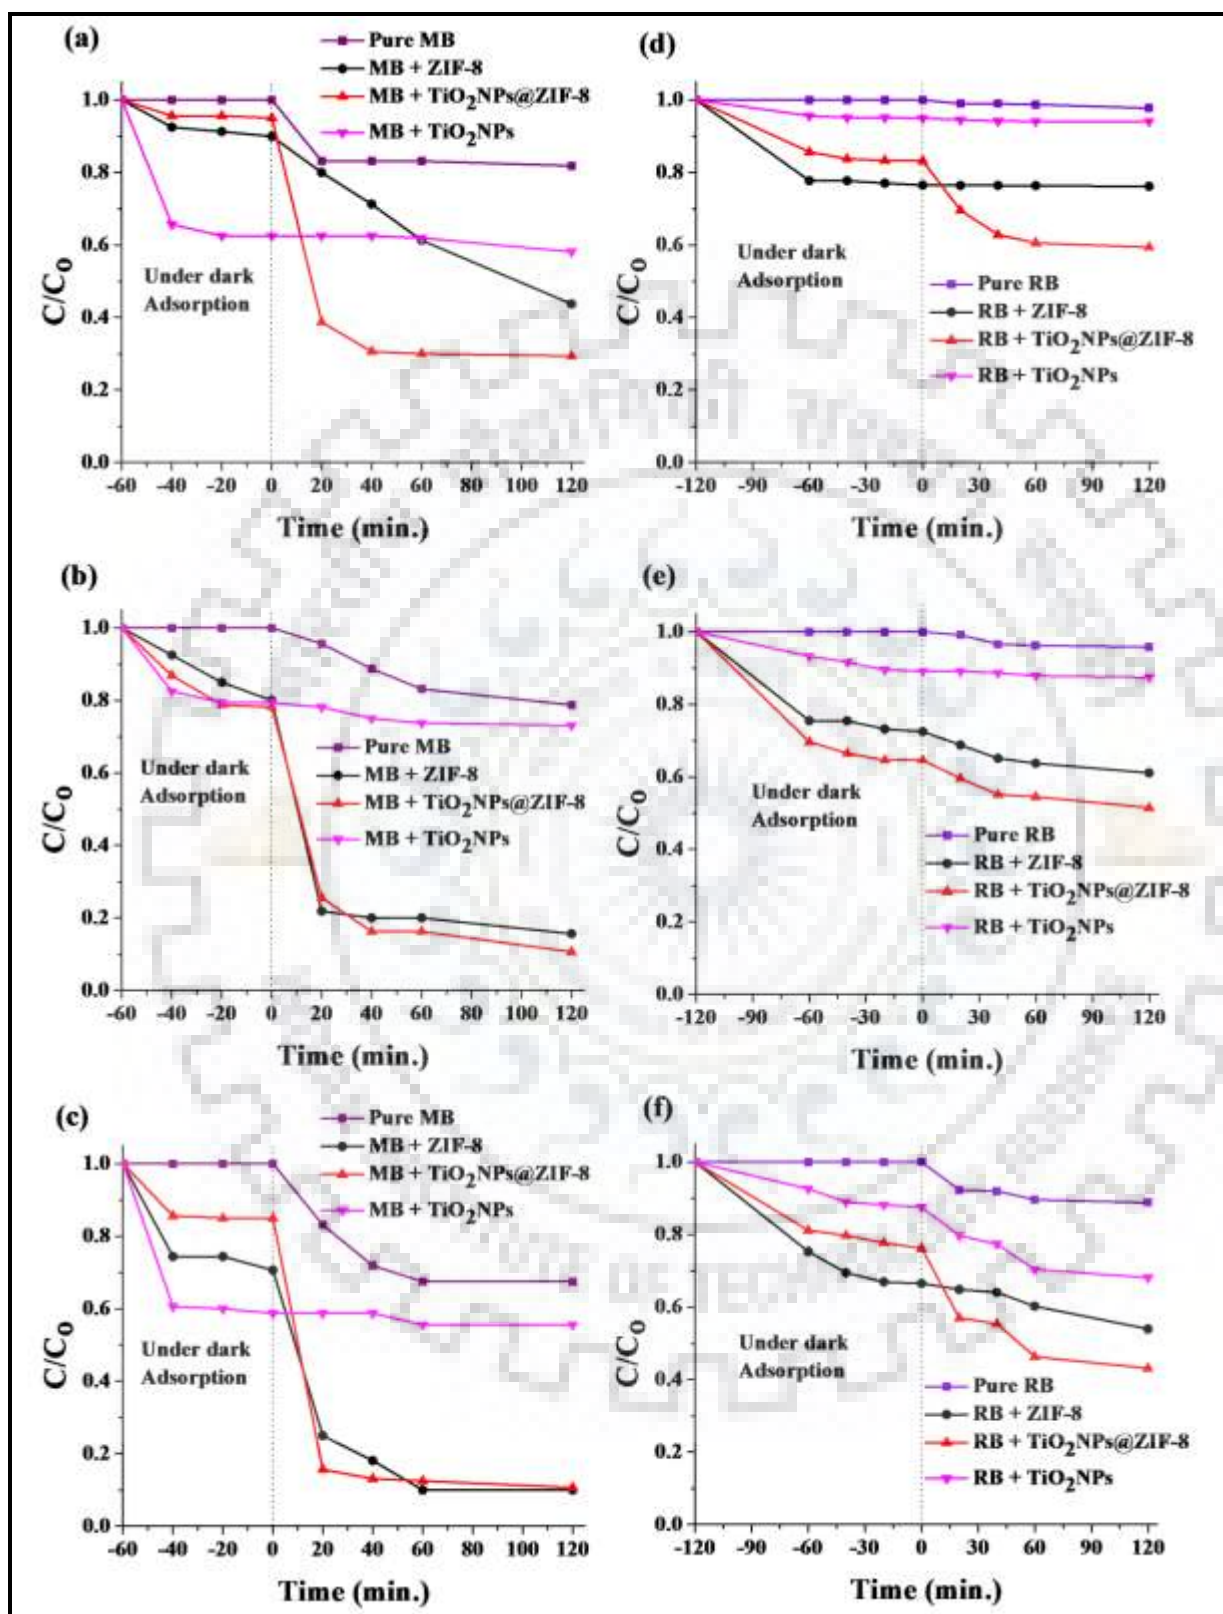 (a)
Pure MB
MB + ZIF-8
MB + TiO2NPs@ZIF-8
MB + TiO2NPs
1.0
0.8
0.6
0.4
0.2
0.0
C/C0
Under dark
Adsorption
-60 -40 -20 0 20 40 60 80 100 120
Time (min.)
(d)
1.0
0.8
0.6
0.4
0.2
0.0
C/C0
Under dark
Adsorption
Pure RB
RB + ZIF-8
RB + TiO2NPs@ZIF-8
RB + TiO2NPs
-120 -90 -60 -30 0 30 60 90 120
Time (min.)
(b)
1.0
0.8
0.6
0.4
0.2
0.0
C/C0
Under dark
Adsorption
Pure MB
MB + ZIF-8
MB + TiO2NPs@ZIF-8
MB + TiO2NPs
-60 -40 -20 0 20 40 60 80 100 120
Time (min.)
(e)
1.0
0.8
0.6
0.4
0.2
0.0
C/C0
Under dark
Adsorption
Pure RB
RB + ZIF-8
RB + TiO2NPs@ZIF-8
RB + TiO2NPs
-120 -90 -60 -30 0 30 60 90 120
Time (min.)
(c)
Pure MB
MB + ZIF-8
MB + TiO2NPs@ZIF-8
MB + TiO2NPs
1.0
0.8
0.6
0.4
0.2
0.0
C/C0
Under dark
Adsorption
-60 -40 -20 0 20 40 60 80 100 120
Time (min.)
(f)
1.0
0.8
0.6
0.4
0.2
0.0
C/C0
Under dark
Adsorption
Pure RB
RB + ZIF-8
RB + TiO2NPs@ZIF-8
RB + TiO2NPs
-120 -90 -60 -30 0 30 60 90 120
Time (min.)